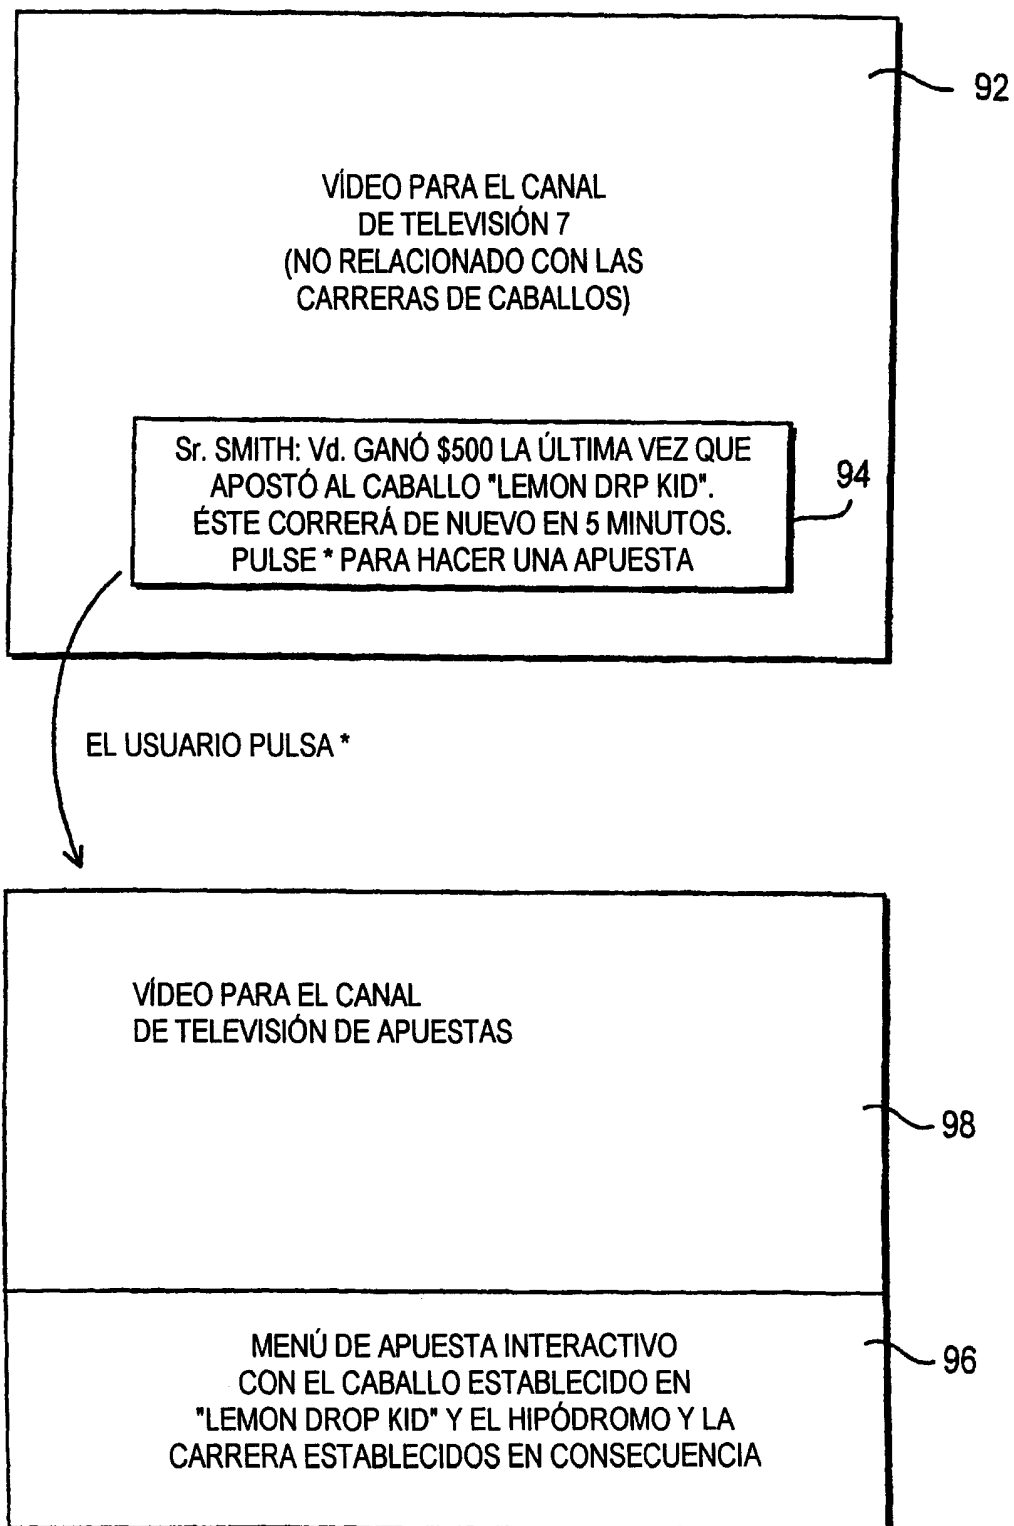 92
VÍDEO PARA EL CANAL
DE TELEVISIÓN 7
(NO RELACIONADO CON LAS
CARRERAS DE CABALLOS)
Sr. SMITH: Vd. GANÓ $500 LA ÚLTIMA VEZ QUE
APOSTÓ AL CABALLO "LEMON DRP KID".
ÉSTE CORRERÁ DE NUEVO EN 5 MINUTOS.
PULSE * PARA HACER UNA APUESTA
94
EL USUARIO PULSA *
VÍDEO PARA EL CANAL
DE TELEVISIÓN DE APUESTAS
98
MENÚ DE APUESTA INTERACTIVO
CON EL CABALLO ESTABLECIDO EN
"LEMON DROP KID" Y EL HIPÓDROMO Y LA
CARRERA ESTABLECIDOS EN CONSECUENCIA
96